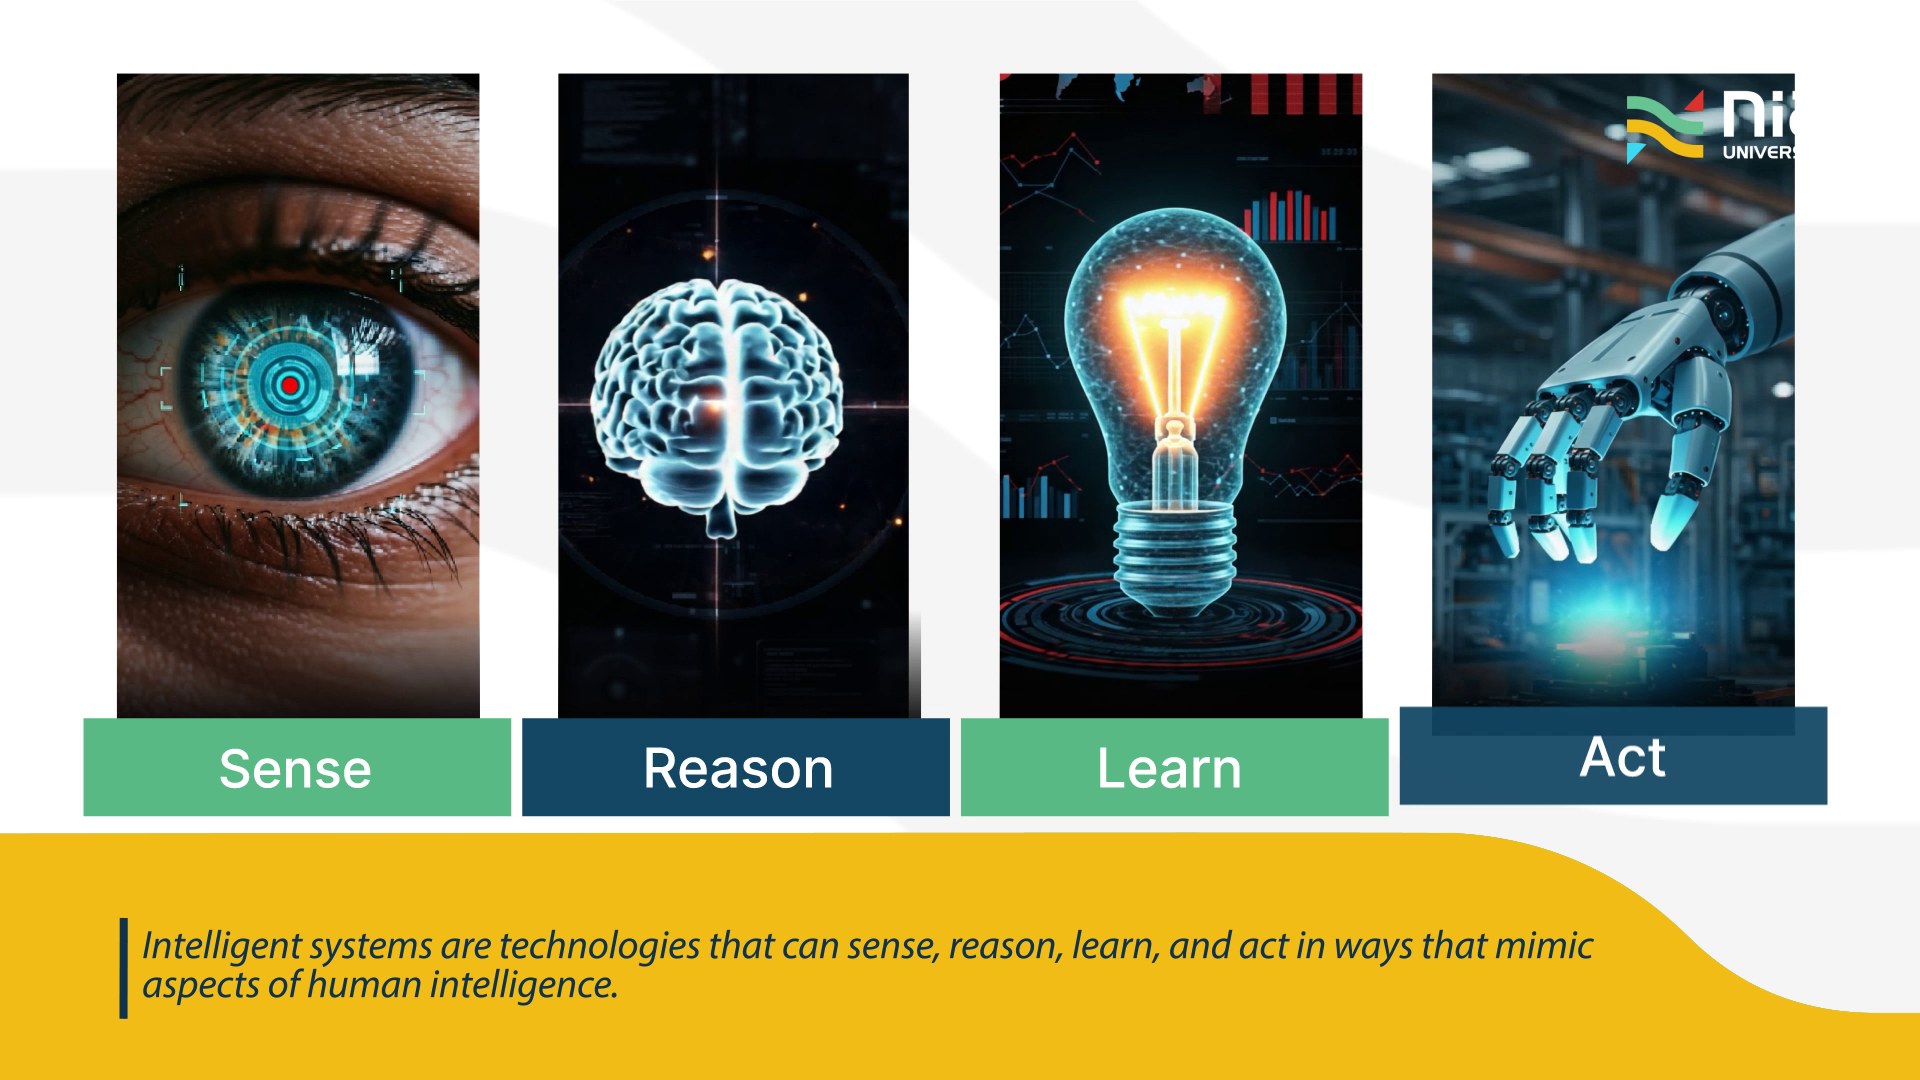 Sense
Reason
Learn
Act
Intelligent systems are technologies that can sense, reason, learn, and act in ways that mimic
aspects of human intelligence.